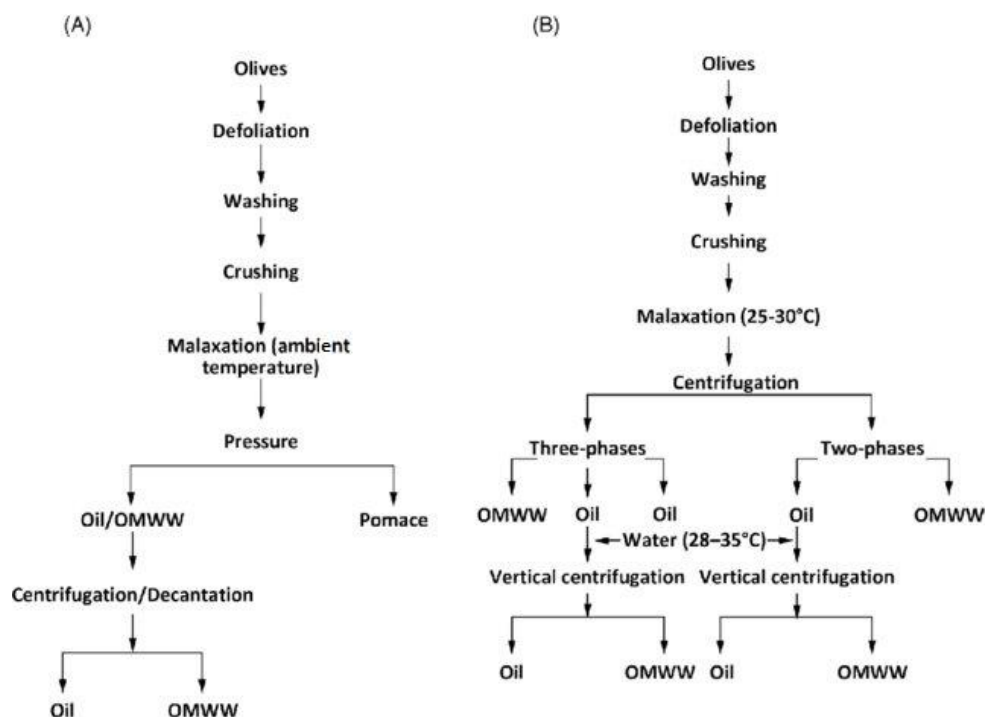 (A)
Olives
Defoliation
Washing
Crushing
Malaxation (ambient
temperature)
Pressure
Oil/OMWW
Pomace
Centrifugation/Decantation
Oil
OMWW
(B)
Olives
Defoliation
Washing
Crushing
Malaxation (25-30°C)
Centrifugation
Three-phases
Two-phases
OMWW
Oil
Oil
Oil
OMWW
Water (28–35°C)
Vertical centrifugation
Vertical centrifugation
Oil
OMWW
Oil
OMWW